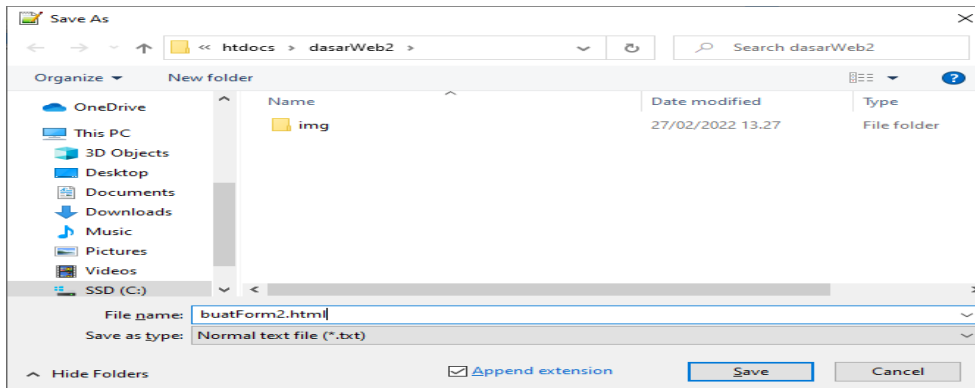 Save As
« htdocs > dasarWeb2 >
Search dasarWeb2
Organize
New folder
?
Name
Date modified
Type
OneDrive
img
27/02/2022 13.27
File folder
This PC
3D Objects
Desktop
Documents
Downloads
Music
Pictures
Videos
SSD (C:)
File name: buatForm2.html
Save as type: Normal text file (*.txt)
Hide Folders
Append extension
Save
Cancel